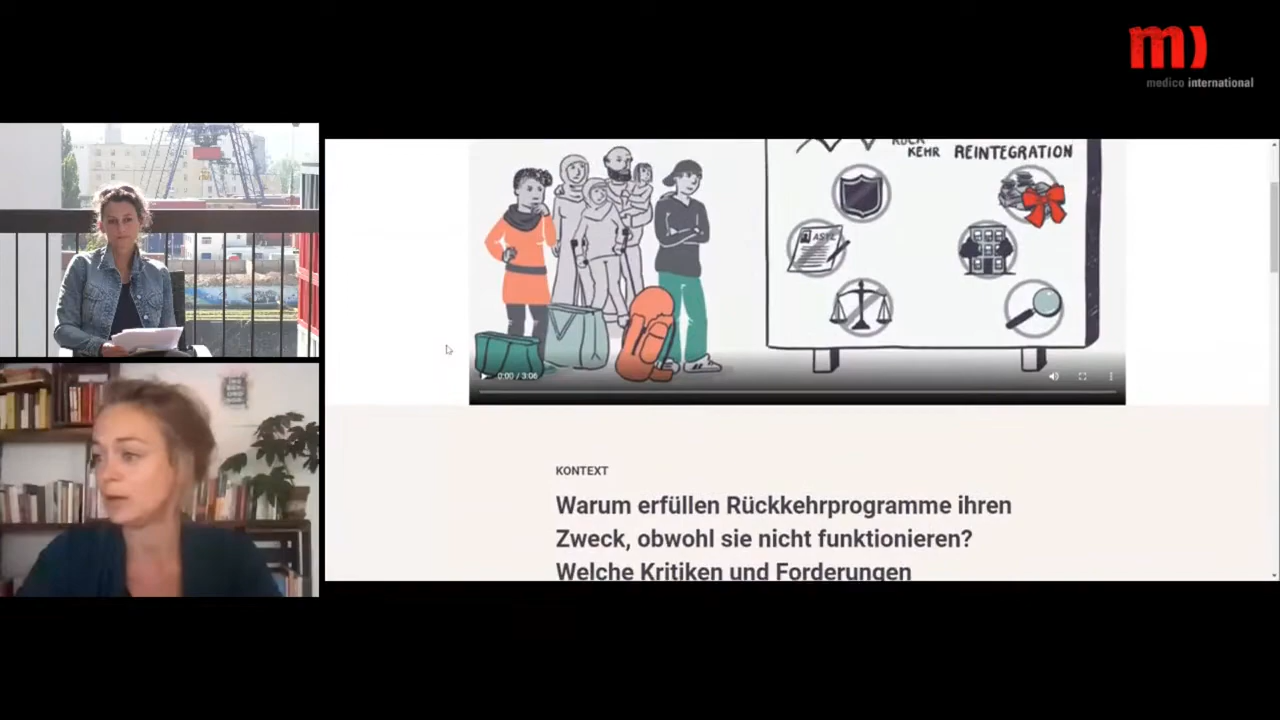 m)
medico international
RÜCK
KEHR
REINTEGRATION
ASYL
0:00 / 3:06
KONTEXT
Warum erfüllen Rückkehrprogramme ihren
Zweck, obwohl sie nicht funktionieren?
Welche Kritiken und Forderungen